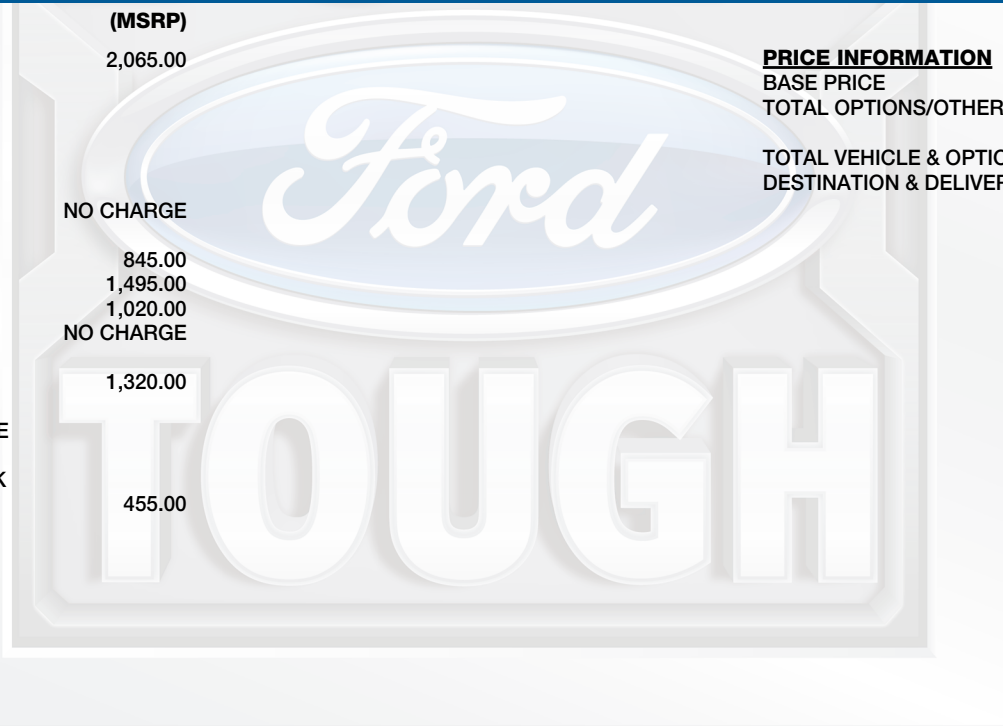 (MSRP)
2,065.00
NO CHARGE
845.00
1,495.00
1,020.00
NO CHARGE
1,320.00
E
K
455.00
PRICE INFORMATION
BASE PRICE
TOTAL OPTIONS/OTHER
TOTAL VEHICLE & OPTIO
DESTINATION & DELIVER
Ford
TOUGH